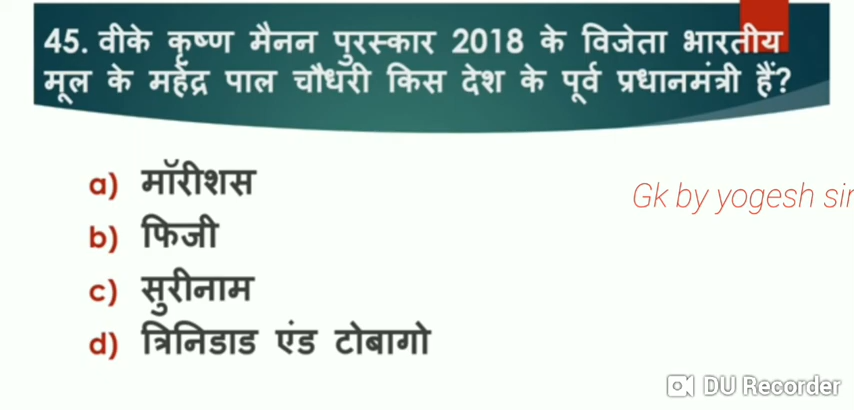 45. वीके कृष्ण मैनन पुरस्कार 2018 के विजेता भारतीय
मूल के महेंद्र पाल चौधरी किस देश के पूर्व प्रधानमंत्री हैं?
a) मॉरीशस
Gk by yogesh sir
b) फिजी
c) सुरीनाम
d) त्रिनिडाड एंड टोबागो
DU Recorder